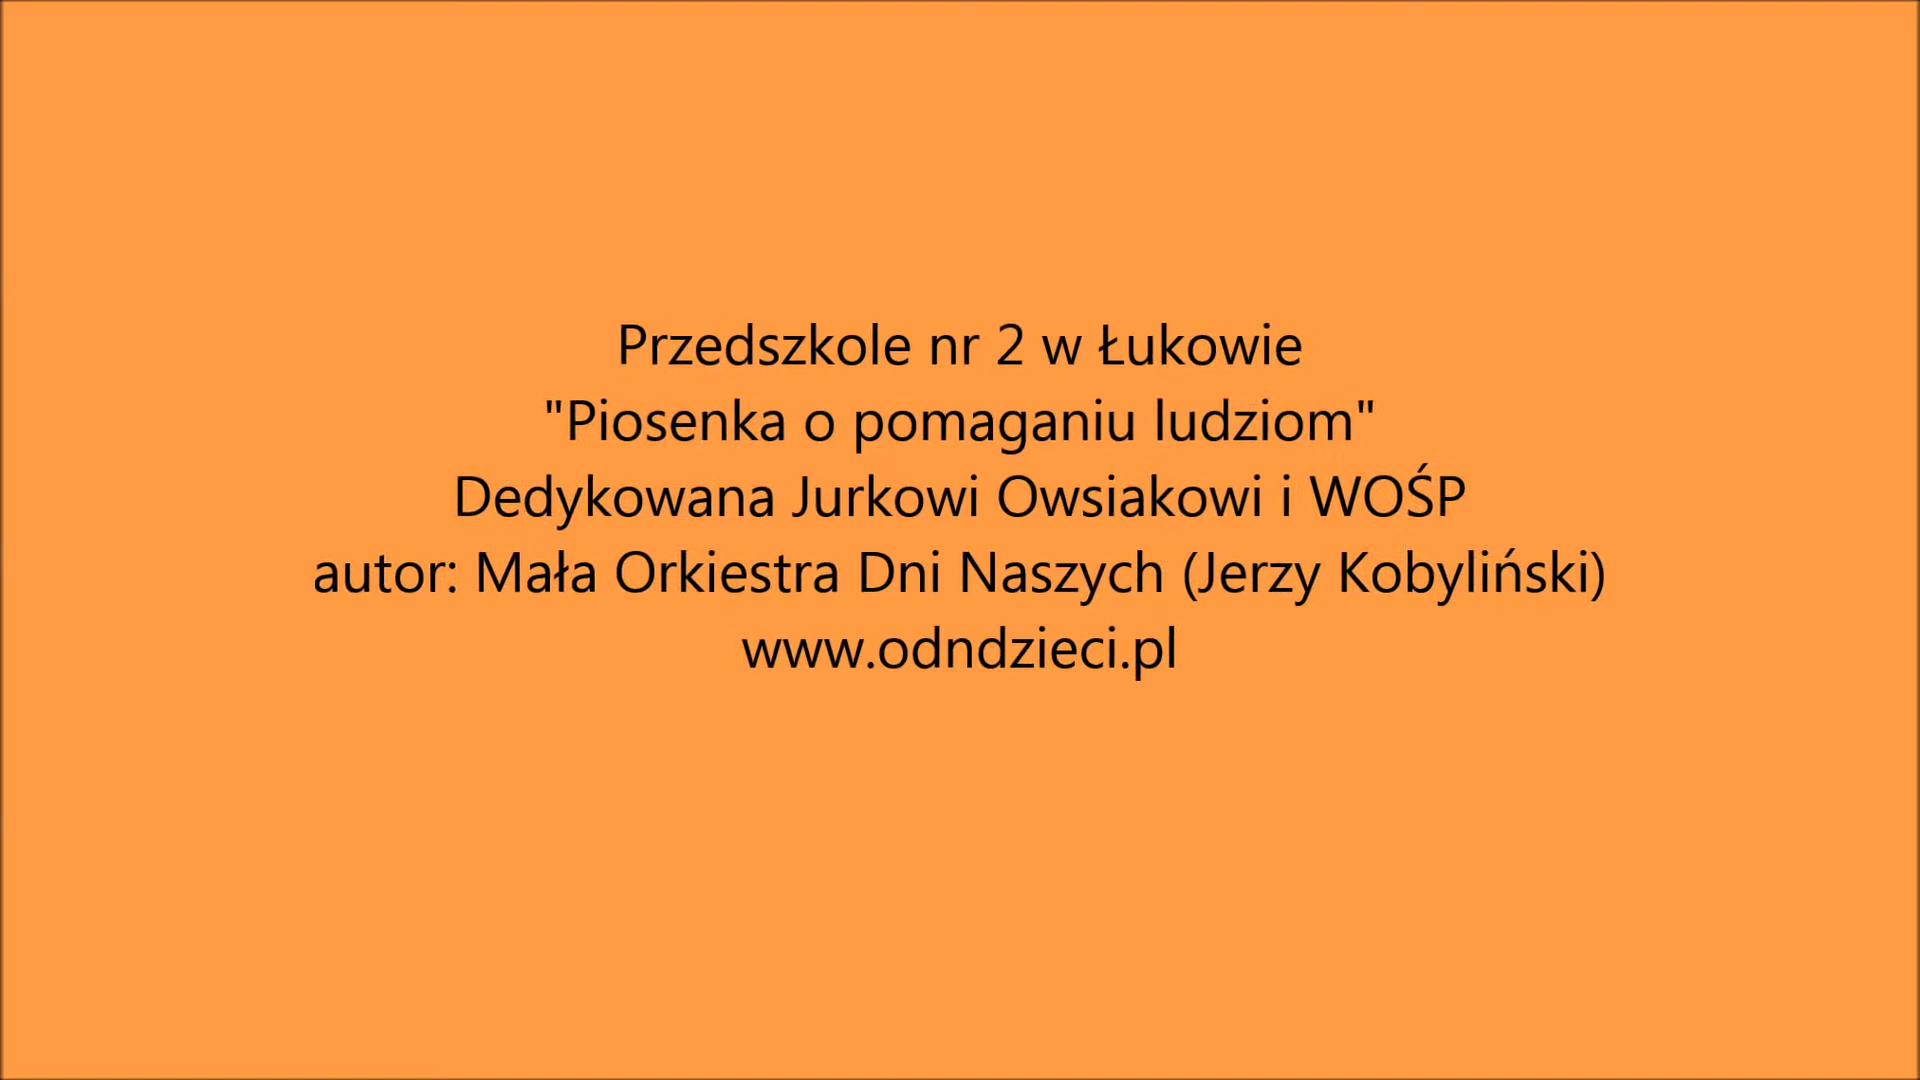 Przedszkole nr 2 w Łukowie
"Piosenka o pomaganiu ludziom"
Dedykowana Jurkowi Owsiakowi i WOŚP
autor: Mała Orkiestra Dni Naszych (Jerzy Kobyliński)
www.odndzieci.pl